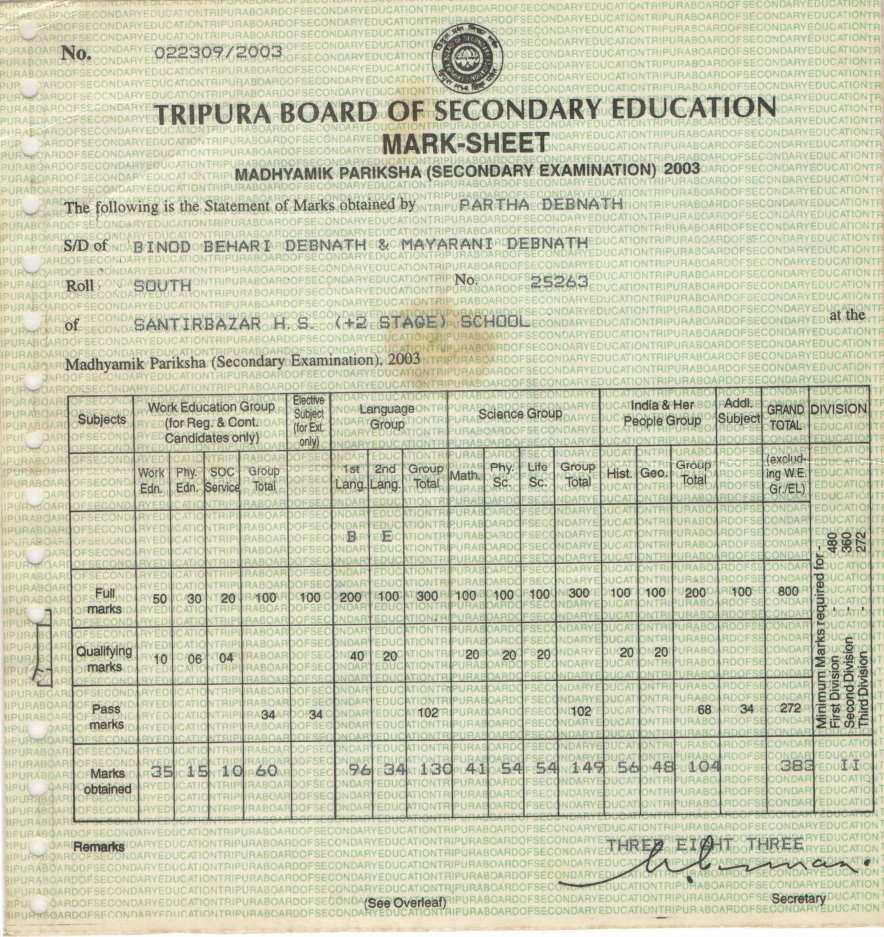 No. 022309/2003
TRIPURA BOARD OF SECONDARY EDUCATION
MARK-SHEET
MADHYAMIK PARIKSHA (SECONDARY EXAMINATION) 2003
The following is the Statement of Marks obtained by PARTHA DEBNATH
S/D of BINOD BEHARI DEBNATH & MAYARANI DEBNATH
Roll SOUTH No. 25263
of SANTIRBAZAR H.S. (+2 STAGE) SCHOOL at the
Madhyamik Pariksha (Secondary Examination), 2003
Subjects Work Education Group (for Reg. & Cont. Candidates only) Elective Subject (for Ext. only) Language Group Science Group India & Her People Group Addl. Subject GRAND TOTAL DIVISION
Work Edn. Phy. Edn. SOC Service Group Total 1st Lang. 2nd Lang. Group Total Math. Phy. Sc. Life Sc. Group Total Hist. Geo. Group Total (exclud-ing W.E. Gr./EL)
B E
Full marks 50 30 20 100 100 200 100 300 100 100 100 300 100 100 200 100 800
Qualifying marks 10 06 04 40 20 20 20 20 20 20
Pass marks 34 34 102 102 68 34 272
Marks obtained 35 15 10 60 96 34 130 41 54 54 149 56 48 104 383 II
Minimum Marks required for -
First Division - 480
Second Division - 360
Third Division - 272
Remarks THREE EIGHT THREE
(See Overleaf) Secretary